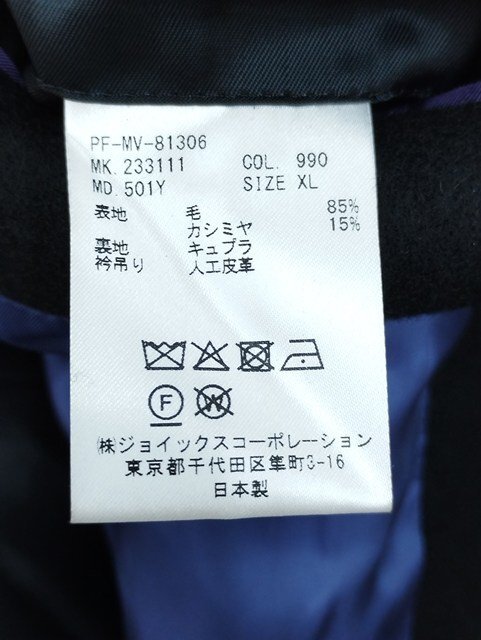 PF-MV-81306
MK. 233111 COL. 990
MD. 501Y SIZE XL
表地 毛 85%
カシミヤ 15%
裏地 キュプラ
衿吊り 人工皮革
F W
㈱ジョイックスコーポレーション
東京都千代田区隼町3-16
日本製